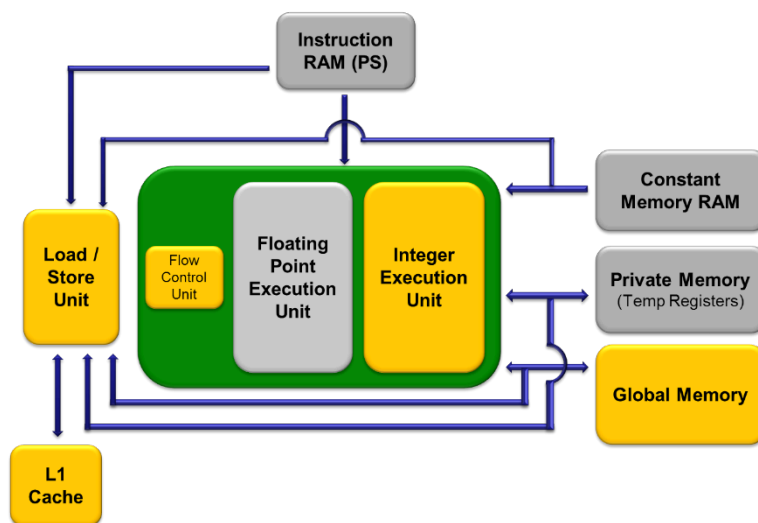 Instruction
RAM (PS)
Constant
Memory RAM
Load /
Store
Unit
Flow
Control
Unit
Floating
Point
Execution
Unit
Integer
Execution
Unit
Private Memory
(Temp Registers)
Global Memory
L1
Cache